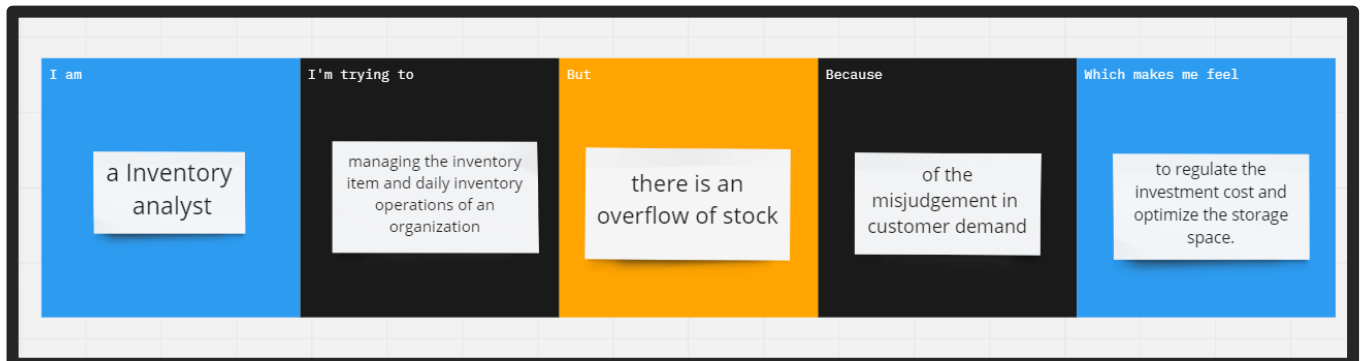 I am
a Inventory
analyst
I'm trying to
managing the inventory
item and daily inventory
operations of an
organization
But
there is an
overflow of stock
Because
of the
misjudgement in
customer demand
Which makes me feel
to regulate the
investment cost and
optimize the storage
space.